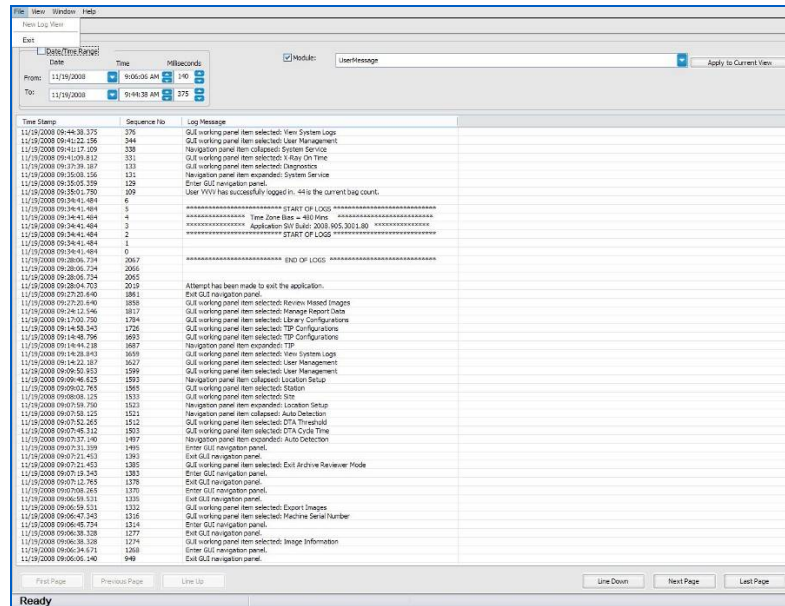 File View Window Help
New Log View
Exit
Date/Time Range
Date Time Miliseconds
Module: UserMessage Apply to Current View
From: 11/19/2008 9:06:06 AM 140
To: 11/19/2008 9:44:38 AM 375
Time Stamp Sequence No Log Message
11/19/2008 09:44:38.375 376 GUI working panel item selected: View System Logs
11/19/2008 09:41:22.156 344 GUI working panel item selected: User Management
11/19/2008 09:41:17.109 338 Navigation panel item collapsed: System Service
11/19/2008 09:41:09.812 331 GUI working panel item selected: X-Ray On Time
11/19/2008 09:37:39.187 133 GUI working panel item selected: Diagnostics
11/19/2008 09:35:08.156 131 Navigation panel item expanded: System Service
11/19/2008 09:35:05.359 129 Enter GUI navigation panel.
11/19/2008 09:35:01.750 109 User VVVV has successfully logged in. 44 is the current bag count.
11/19/2008 09:34:41.484 6
11/19/2008 09:34:41.484 5 ************************** START OF LOGS ****************************
11/19/2008 09:34:41.484 4 **************** Time Zone Bias = 480 Mins **************************
11/19/2008 09:34:41.484 3 **************** Application SW Build: 2008.905.3001.80 ****************
11/19/2008 09:34:41.484 2 ************************** START OF LOGS ****************************
11/19/2008 09:34:41.484 1
11/19/2008 09:34:41.484 0
11/19/2008 09:28:06.734 2067 ************************** END OF LOGS ****************************
11/19/2008 09:28:06.734 2066
11/19/2008 09:28:06.734 2065
11/19/2008 09:28:04.703 2019 Attempt has been made to exit the application.
11/19/2008 09:27:20.640 1861 Exit GUI navigation panel.
11/19/2008 09:27:20.640 1858 GUI working panel item selected: Review Missed Images
11/19/2008 09:24:12.546 1817 GUI working panel item selected: Manage Report Data
11/19/2008 09:17:00.750 1784 GUI working panel item selected: Library Configurations
11/19/2008 09:14:58.343 1726 GUI working panel item selected: TIP Configurations
11/19/2008 09:14:48.796 1693 GUI working panel item selected: TIP Configurations
11/19/2008 09:14:44.218 1687 Navigation panel item expanded: TIP
11/19/2008 09:14:28.843 1659 GUI working panel item selected: View System Logs
11/19/2008 09:14:22.187 1627 GUI working panel item selected: User Management
11/19/2008 09:09:50.953 1599 GUI working panel item selected: User Management
11/19/2008 09:09:46.625 1593 Navigation panel item collapsed: Location Setup
11/19/2008 09:09:02.765 1565 GUI working panel item selected: Station
11/19/2008 09:08:08.125 1533 GUI working panel item selected: Site
11/19/2008 09:07:59.750 1523 Navigation panel item expanded: Location Setup
11/19/2008 09:07:58.125 1521 Navigation panel item collapsed: Auto Detection
11/19/2008 09:07:52.265 1512 GUI working panel item selected: DTA Threshold
11/19/2008 09:07:45.312 1503 GUI working panel item selected: DTA Cycle Time
11/19/2008 09:07:37.140 1497 Navigation panel item expanded: Auto Detection
11/19/2008 09:07:31.359 1495 Enter GUI navigation panel.
11/19/2008 09:07:21.453 1393 Exit GUI navigation panel.
11/19/2008 09:07:21.453 1385 GUI working panel item selected: Exit Archive Reviewer Mode
11/19/2008 09:07:19.343 1383 Enter GUI navigation panel.
11/19/2008 09:07:12.765 1378 Exit GUI navigation panel.
11/19/2008 09:07:08.265 1370 Enter GUI navigation panel.
11/19/2008 09:06:59.531 1335 Exit GUI navigation panel.
11/19/2008 09:06:59.531 1332 GUI working panel item selected: Export Images
11/19/2008 09:06:47.343 1316 GUI working panel item selected: Machine Serial Number
11/19/2008 09:06:45.734 1314 Enter GUI navigation panel.
11/19/2008 09:06:38.328 1277 Exit GUI navigation panel.
11/19/2008 09:06:38.328 1274 GUI working panel item selected: Image Information
11/19/2008 09:06:34.671 1268 Enter GUI navigation panel.
11/19/2008 09:06:06.140 949 Exit GUI navigation panel.
First Page Previous Page Line Up Line Down Next Page Last Page
Ready